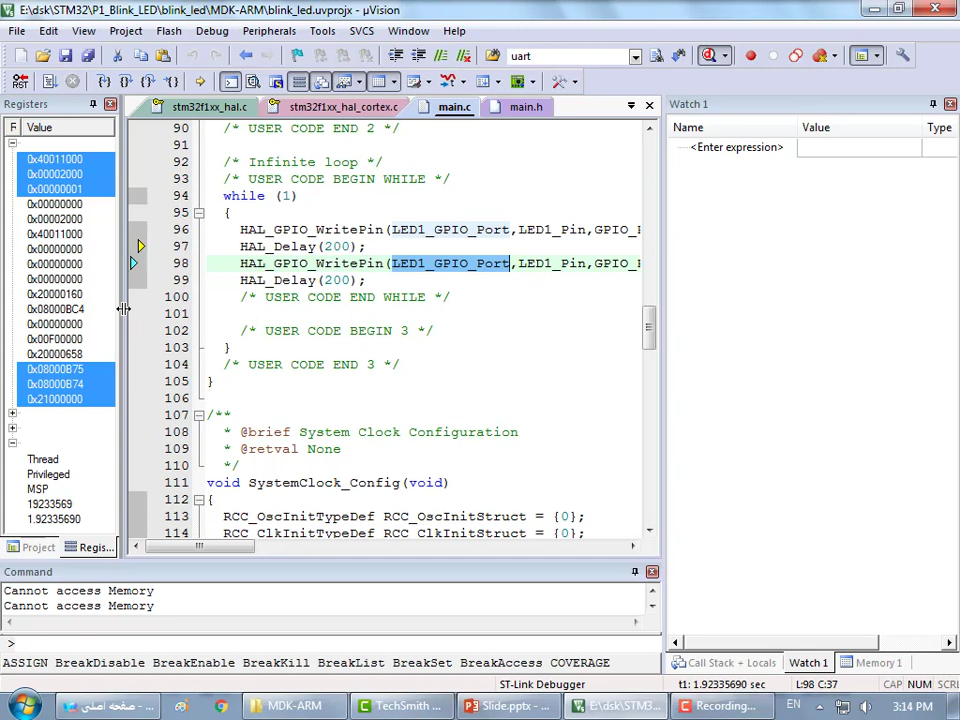 E:\dsk\STM32\P1_Blink_LED\blink_led\MDK-ARM\blink_led.uvprojx - µVision
File Edit View Project Flash Debug Peripherals Tools SVCS Window Help
uart
RST
Registers
F Value
0x40011000
0x00002000
0x00000001
0x00000000
0x00002000
0x40011000
0x00000000
0x00000000
0x00000000
0x20000160
0x08000BC4
0x00000000
0x00F00000
0x20000658
0x08000B75
0x08000B74
0x21000000
Thread
Privileged
MSP
19233569
1.92335690
Project Regis...
stm32f1xx_hal.c stm32f1xx_hal_cortex.c main.c main.h
90 /* USER CODE END 2 */
91
92 /* Infinite loop */
93 /* USER CODE BEGIN WHILE */
94 while (1)
95 {
96 HAL_GPIO_WritePin(LED1_GPIO_Port,LED1_Pin,GPIO_
97 HAL_Delay(200);
98 HAL_GPIO_WritePin(LED1_GPIO_Port,LED1_Pin,GPIO_
99 HAL_Delay(200);
100 /* USER CODE END WHILE */
101
102 /* USER CODE BEGIN 3 */
103 }
104 /* USER CODE END 3 */
105 }
106
107 /**
108 * @brief System Clock Configuration
109 * @retval None
110 */
111 void SystemClock_Config(void)
112 {
113 RCC_OscInitTypeDef RCC_OscInitStruct = {0};
114 RCC_ClkInitTypeDef RCC_ClkInitStruct = {0};
Watch 1
Name Value Type
<Enter expression>
Command
Cannot access Memory
Cannot access Memory
>
ASSIGN BreakDisable BreakEnable BreakKill BreakList BreakSet BreakAccess COVERAGE
Call Stack + Locals Watch 1 Memory 1
ST-Link Debugger t1: 1.92335690 sec L:98 C:37 CAP NUM SCRL
صفحه اصلی - ... MDK-ARM TechSmith ... Slide.pptx - ... E:\dsk\STM3... Recording... EN 3:14 PM